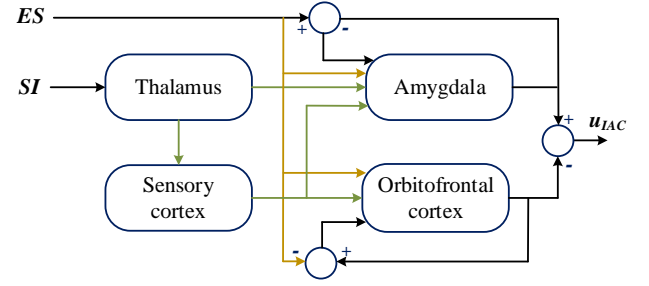 ES
+
-
SI
Thalamus
Amygdala
+
u_IAC
-
Sensory
cortex
Orbitofrontal
cortex
-
+